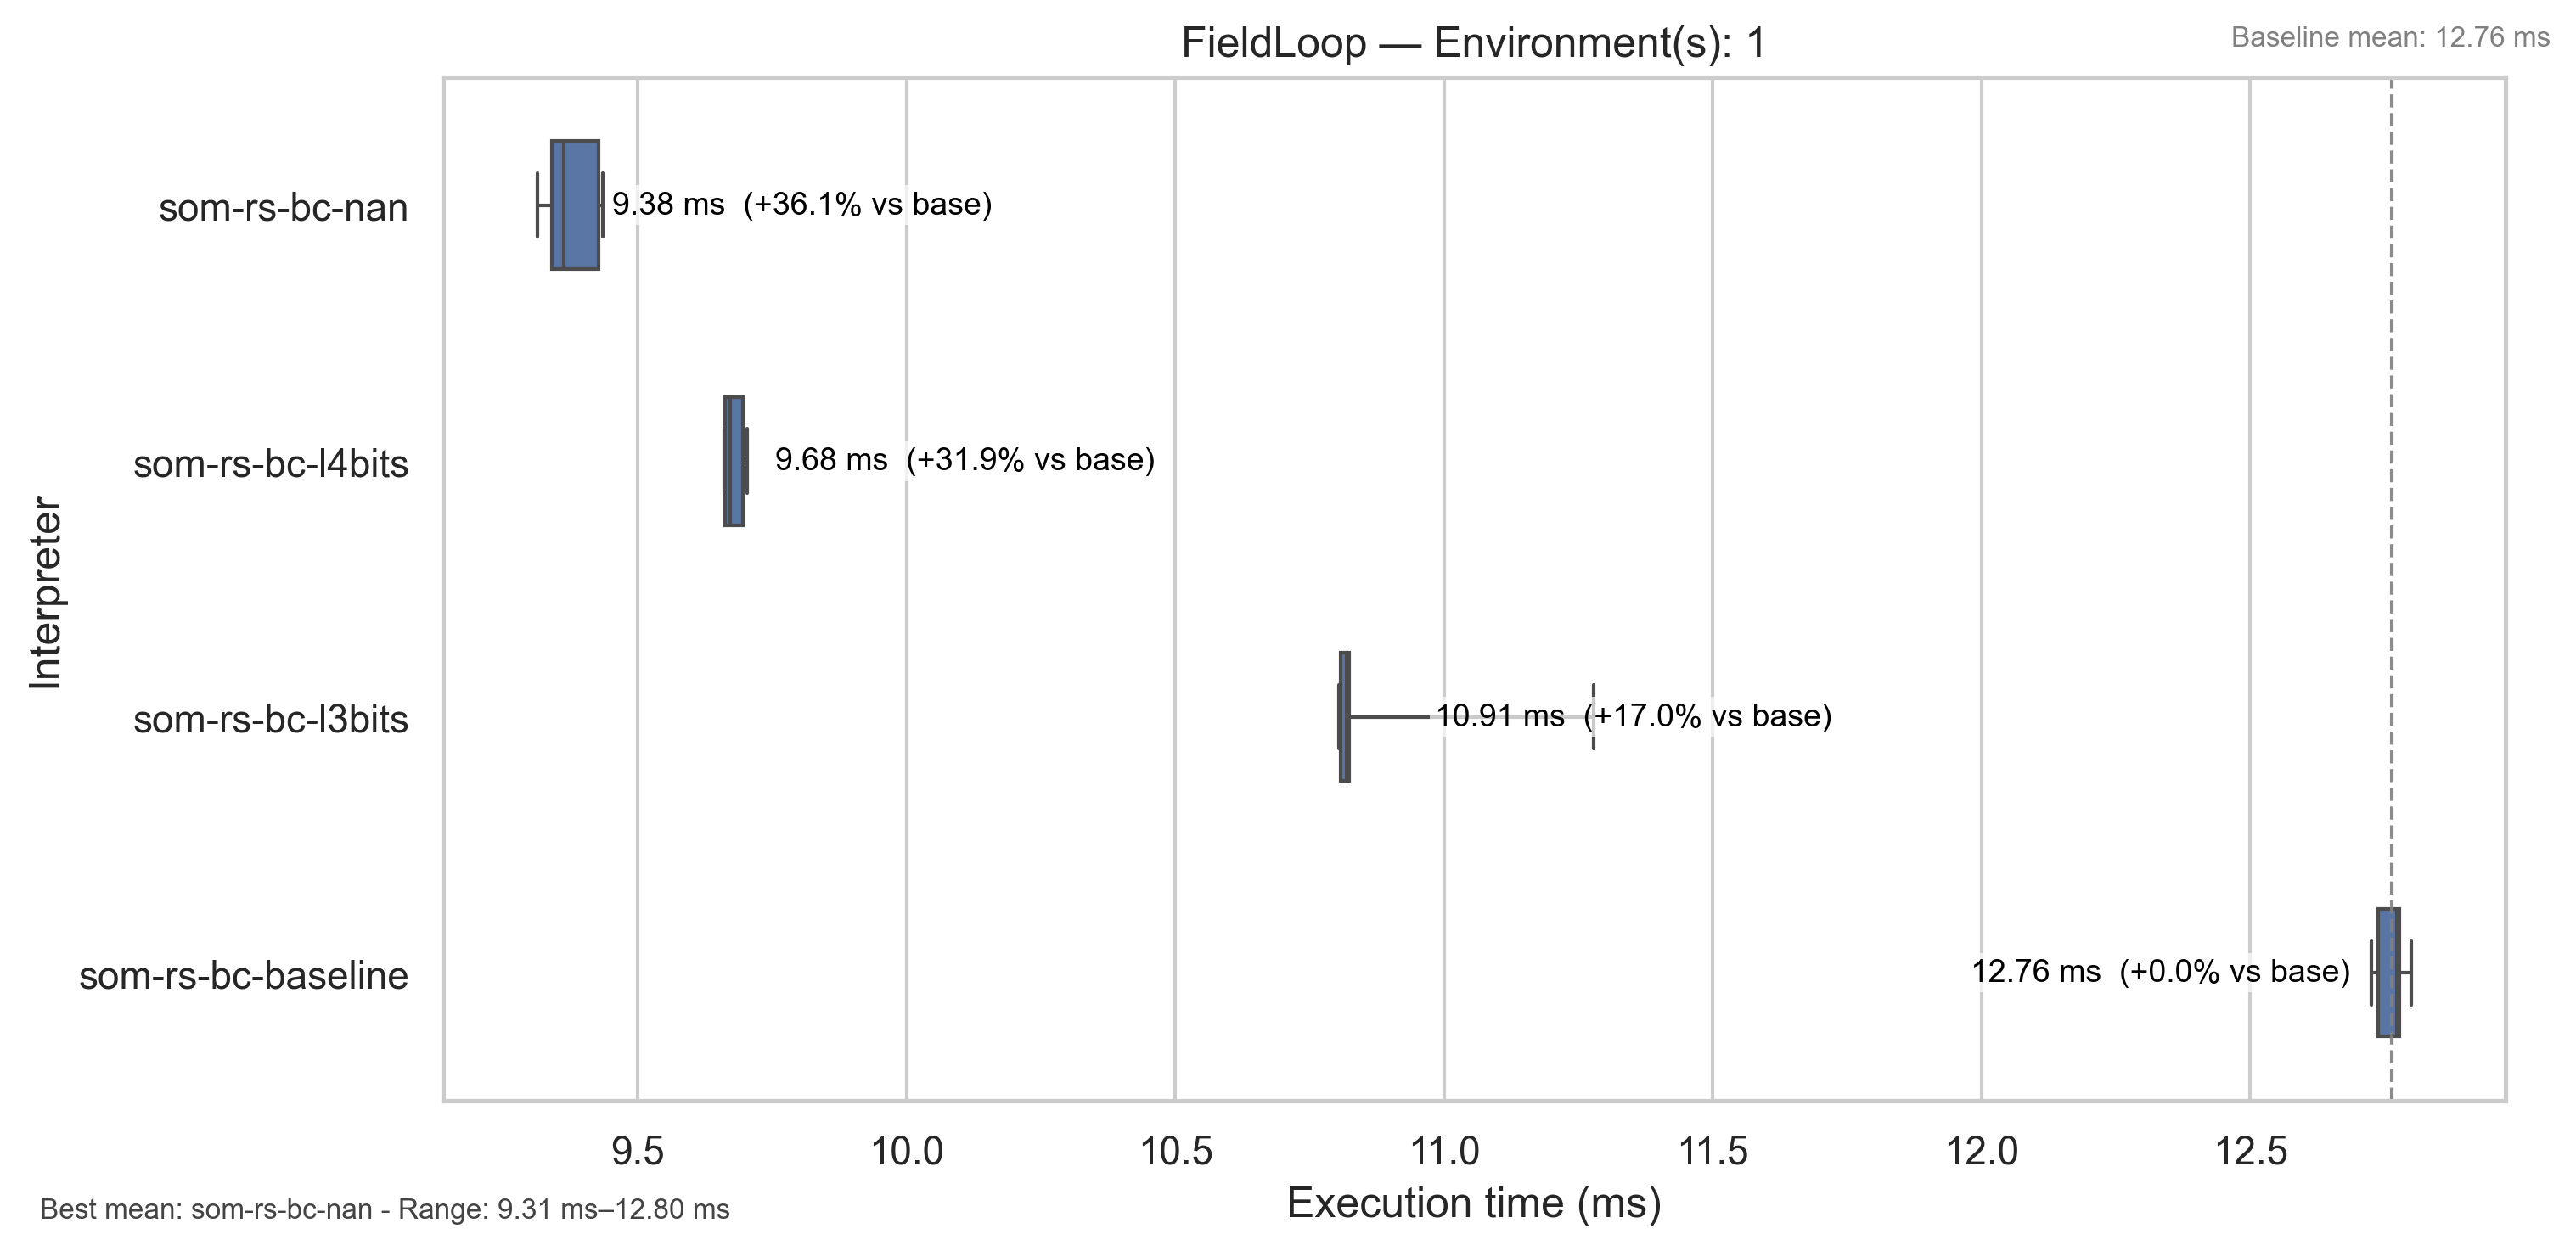 FieldLoop — Environment(s): 1
Baseline mean: 12.76 ms
Interpreter
som-rs-bc-nan
9.38 ms  (+36.1% vs base)
som-rs-bc-l4bits
9.68 ms  (+31.9% vs base)
som-rs-bc-l3bits
10.91 ms  (+17.0% vs base)
som-rs-bc-baseline
12.76 ms  (+0.0% vs base)
9.5 10.0 10.5 11.0 11.5 12.0 12.5
Execution time (ms)
Best mean: som-rs-bc-nan - Range: 9.31 ms–12.80 ms